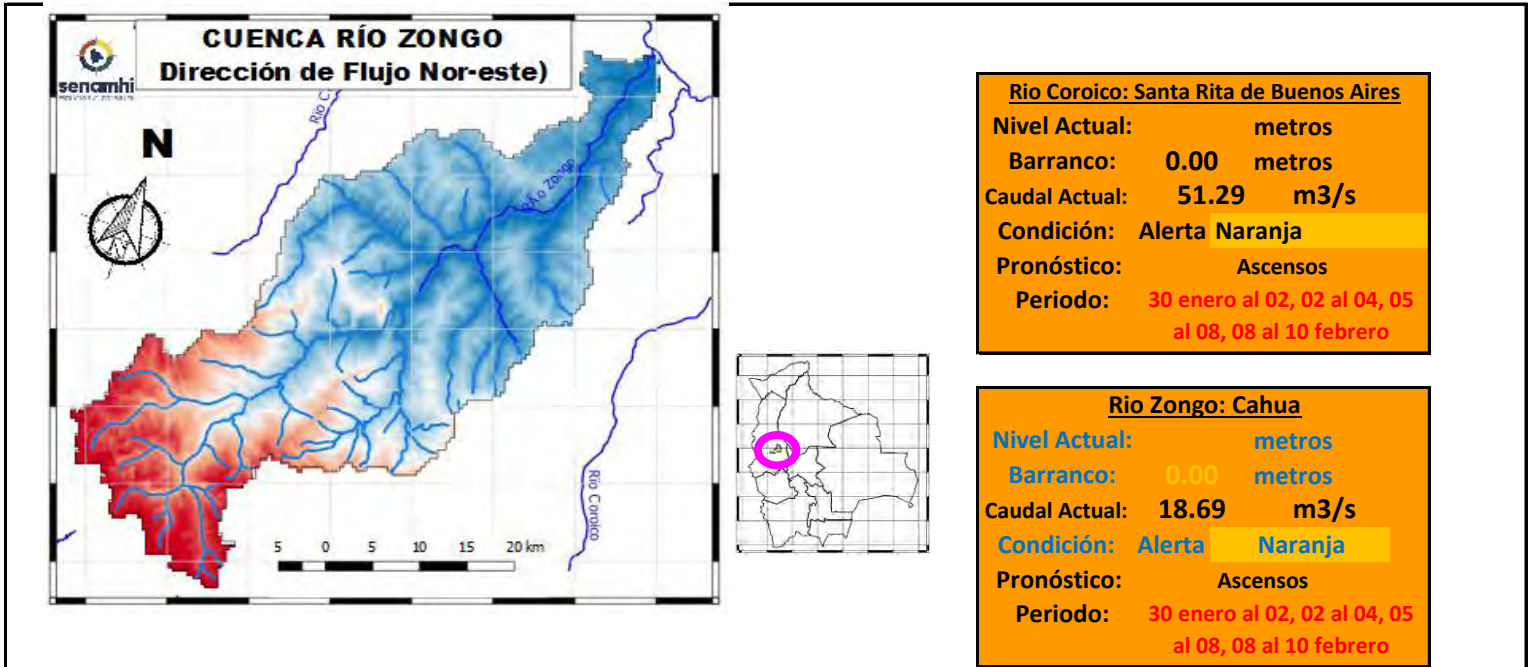 CUENCA RÍO ZONGO
Dirección de Flujo Nor-este)
senamhi
N
Rio C
RÃ­o Zongo
Rio Coroico
5 0 5 10 15 20 km
Rio Coroico: Santa Rita de Buenos Aires
Nivel Actual: metros
Barranco: 0.00 metros
Caudal Actual: 51.29 m3/s
Condición: Alerta Naranja
Pronóstico: Ascensos
Periodo: 30 enero al 02, 02 al 04, 05
al 08, 08 al 10 febrero
Rio Zongo: Cahua
Nivel Actual: metros
Barranco: 0.00 metros
Caudal Actual: 18.69 m3/s
Condición: Alerta Naranja
Pronóstico: Ascensos
Periodo: 30 enero al 02, 02 al 04, 05
al 08, 08 al 10 febrero